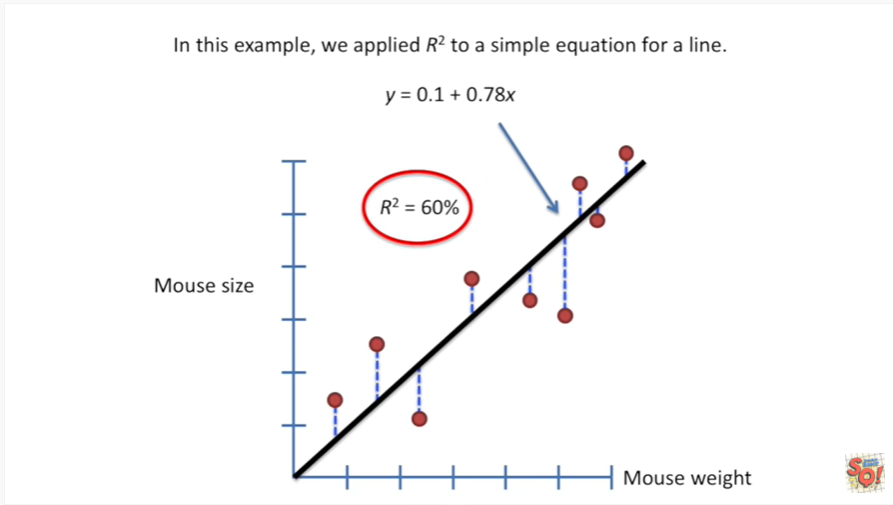 In this example, we applied R² to a simple equation for a line.
y = 0.1 + 0.78x
R² = 60%
Mouse size
Mouse weight
SQ!